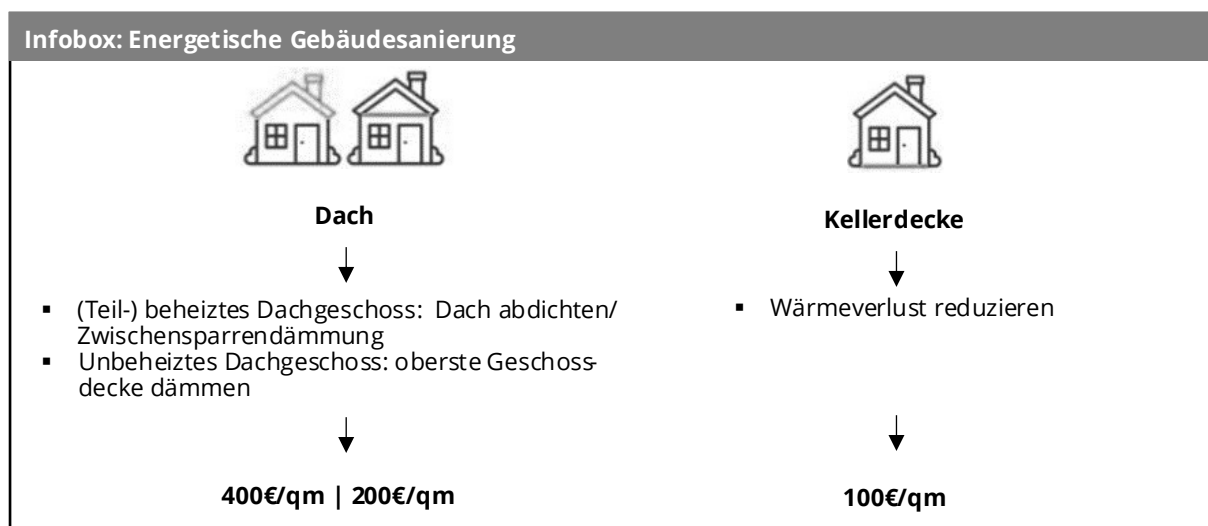 Infobox: Energetische Gebäudesanierung
Dach
▪ (Teil-) beheiztes Dachgeschoss: Dach abdichten/
Zwischensparrendämmung
▪ Unbeheiztes Dachgeschoss: oberste Geschoss-
decke dämmen
400€/qm | 200€/qm
Kellerdecke
▪ Wärmeverlust reduzieren
100€/qm